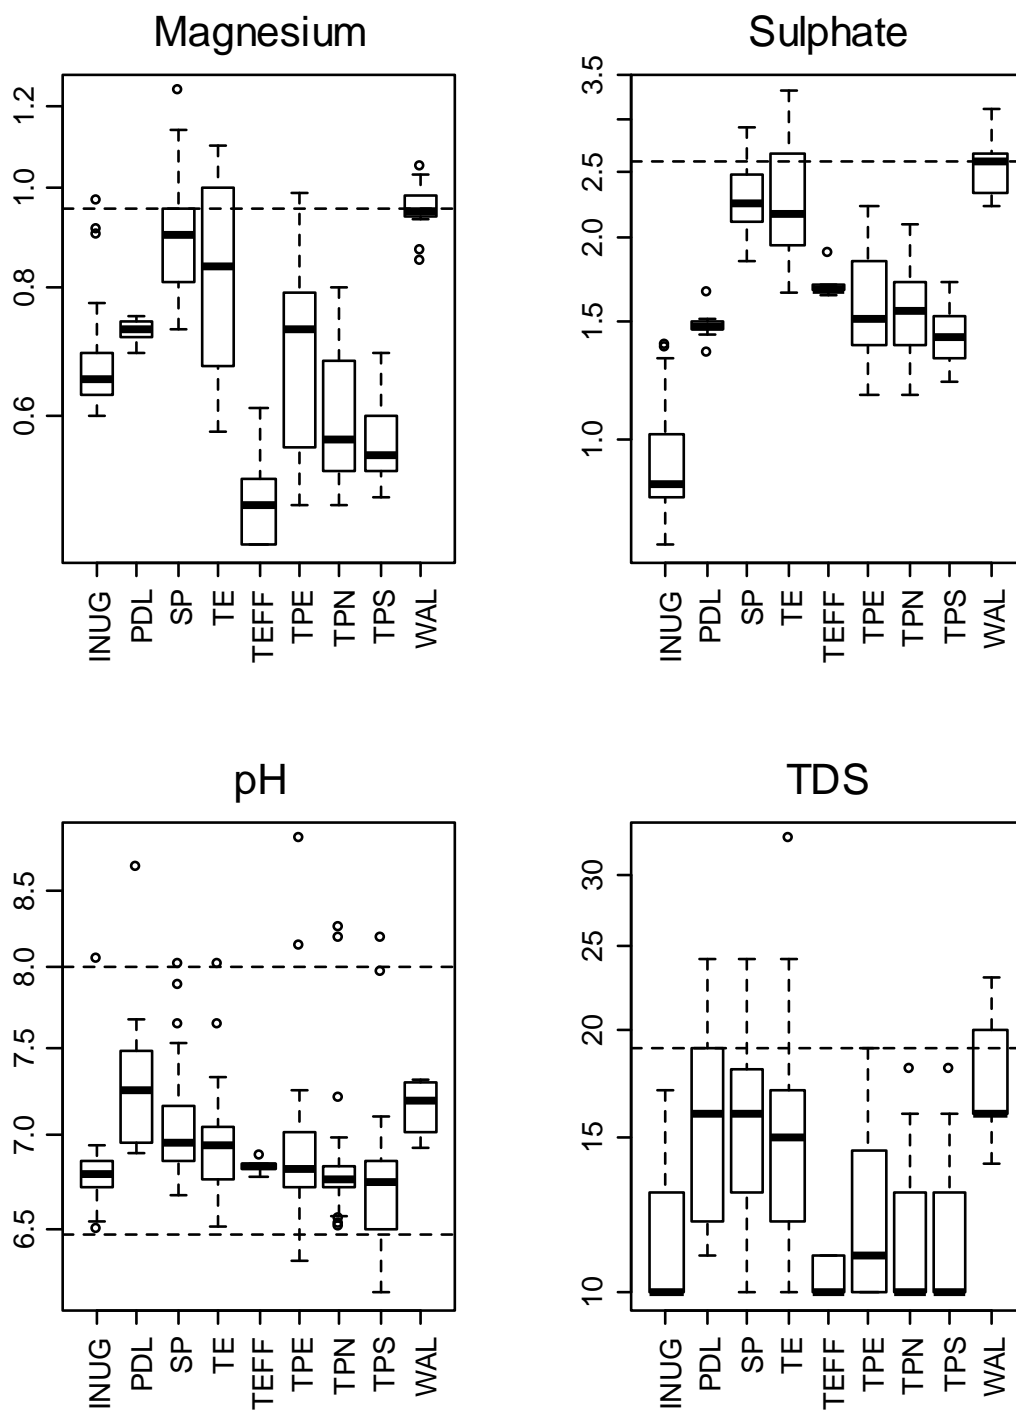 Magnesium
1.2
1.0
0.8
0.6
INUG
PDL
SP
TE
TEFF
TPE
TPN
TPS
WAL
Sulphate
3.5
2.5
2.0
1.5
1.0
INUG
PDL
SP
TE
TEFF
TPE
TPN
TPS
WAL
pH
8.5
8.0
7.5
7.0
6.5
INUG
PDL
SP
TE
TEFF
TPE
TPN
TPS
WAL
TDS
30
25
20
15
10
INUG
PDL
SP
TE
TEFF
TPE
TPN
TPS
WAL